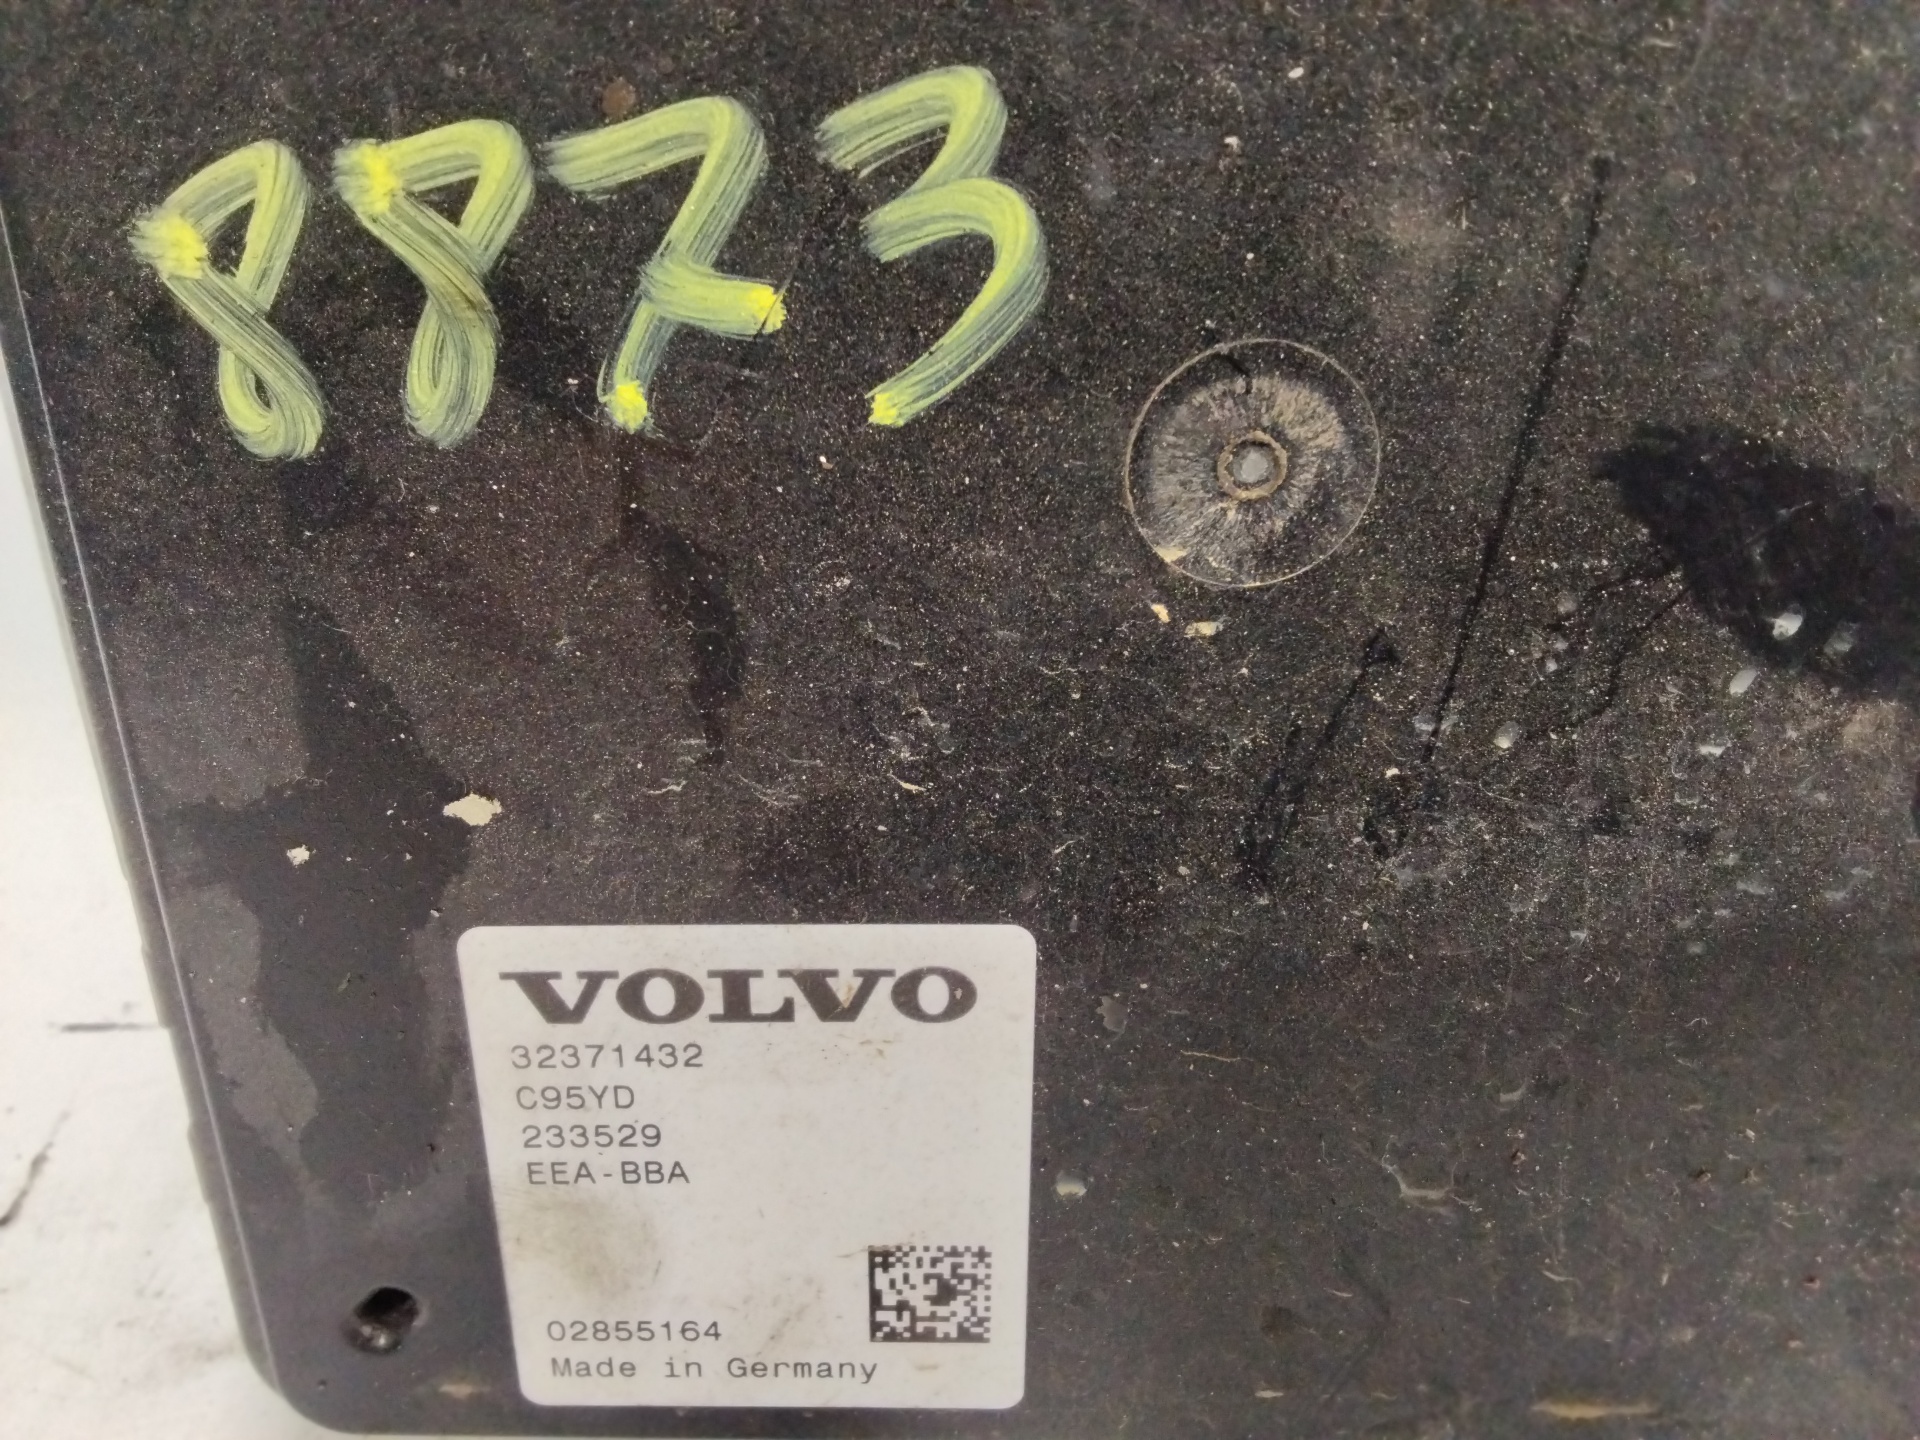 8873
VOLVO
32371432
C95YD
233529
EEA-BBA
02855164
Made in Germany